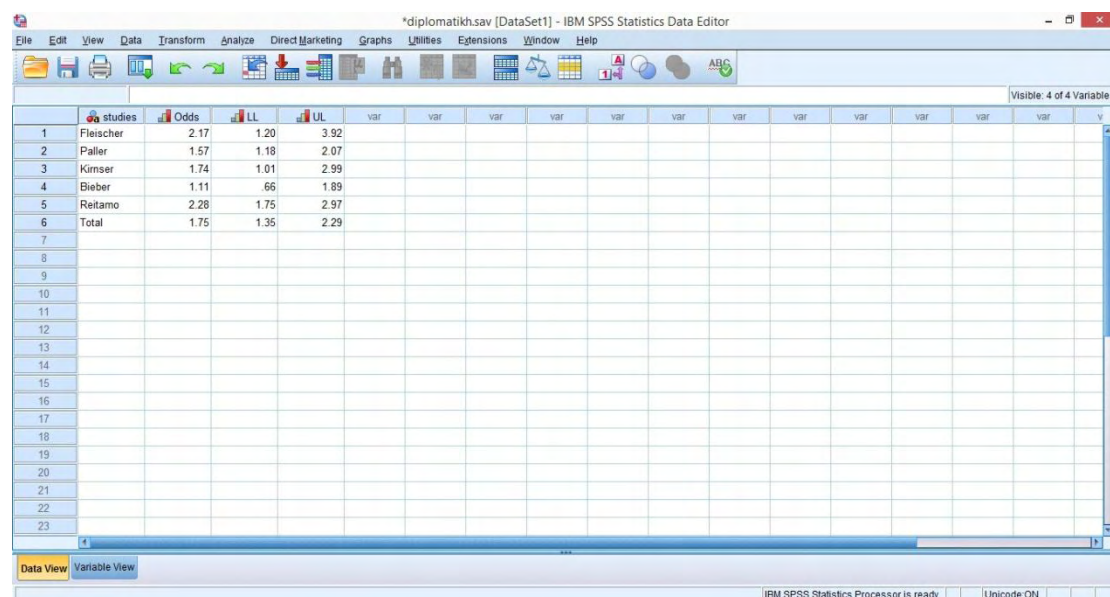 *diplomatikh.sav [DataSet1] - IBM SPSS Statistics Data Editor
File Edit View Data Transform Analyze Direct Marketing Graphs Utilities Extensions Window Help
Visible: 4 of 4 Variable
studies Odds LL UL var var var var var var var var var var var var v
1 Fleischer 2.17 1.20 3.92
2 Paller 1.57 1.18 2.07
3 Kirnser 1.74 1.01 2.99
4 Bieber 1.11 .66 1.89
5 Reitamo 2.28 1.75 2.97
6 Total 1.75 1.35 2.29
7
8
9
10
11
12
13
14
15
16
17
18
19
20
21
22
23
Data View Variable View
IBM SPSS Statistics Processor is ready Unicode:ON